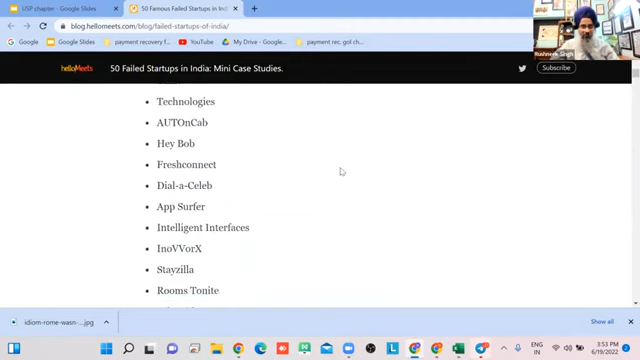 USP chapter - Google Slides
50 Famous Failed Startups in Ind
blog.hellomeets.com/blog/failed-startups-of-india/
Google
Google Slides
payment recovery f...
YouTube
My Drive - Google...
payment rec. gol ch...
Rushneek Singh
helloMeets
50 Failed Startups in India: Mini Case Studies.
Subscribe
• Technologies
• AUTOnCab
• Hey Bob
• Freshconnect
• Dial-a-Celeb
• App Surfer
• Intelligent Interfaces
• InoVVorX
• Stayzilla
• Rooms Tonite
idiom-rome-wasn-....jpg
Show all
ENG
IN
3:53 PM
6/19/2022